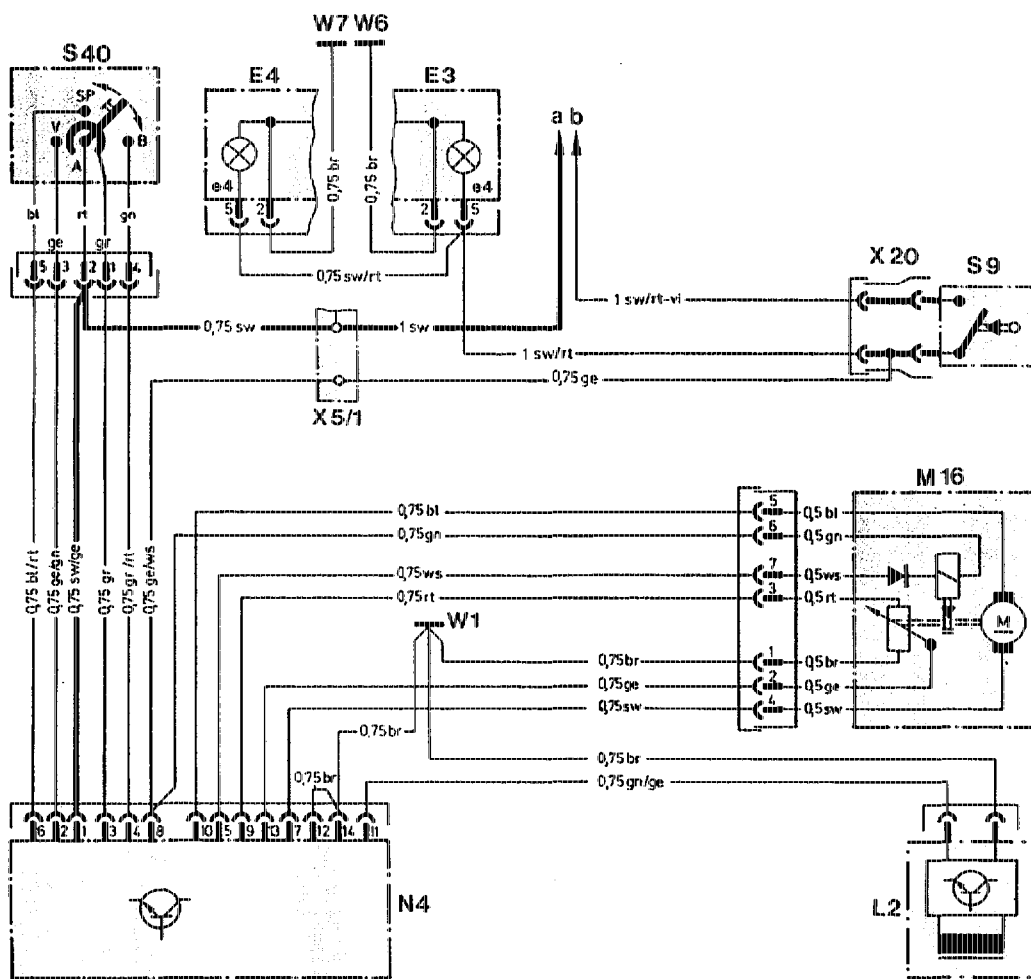 W7 W6
S40
E4
E3
SP
V
A
B
a b
e4
e4
0,75 br
0,75 br
5 2
2 5
bl rt gn
ge gr
5 3 2 1 4
0,75 sw/rt
X 20
S 9
1 sw/rt-vi
0,75 sw
1 sw
1 sw/rt
0,75 ge
X 5/1
M 16
0,75 bl
5
0,5 bl
0,75 gn
6
0,5 gn
0,75 ws
7
0,5 ws
0,75 rt
3
0,5 rt
M
W1
0,75 br
1
0,5 br
0,75 ge
2
0,5 ge
0,75 sw
4
0,5 sw
0,75 bl/rt
0,75 ge/gn
0,75 sw/ge
0,75 gr
0,75 gr/rt
0,75 ge/ws
0,75 br
0,75 br
0,75 br
0,75 gn/ge
6 2 1 3 4 8 10 5 9 13 7 12 14 11
N4
L2